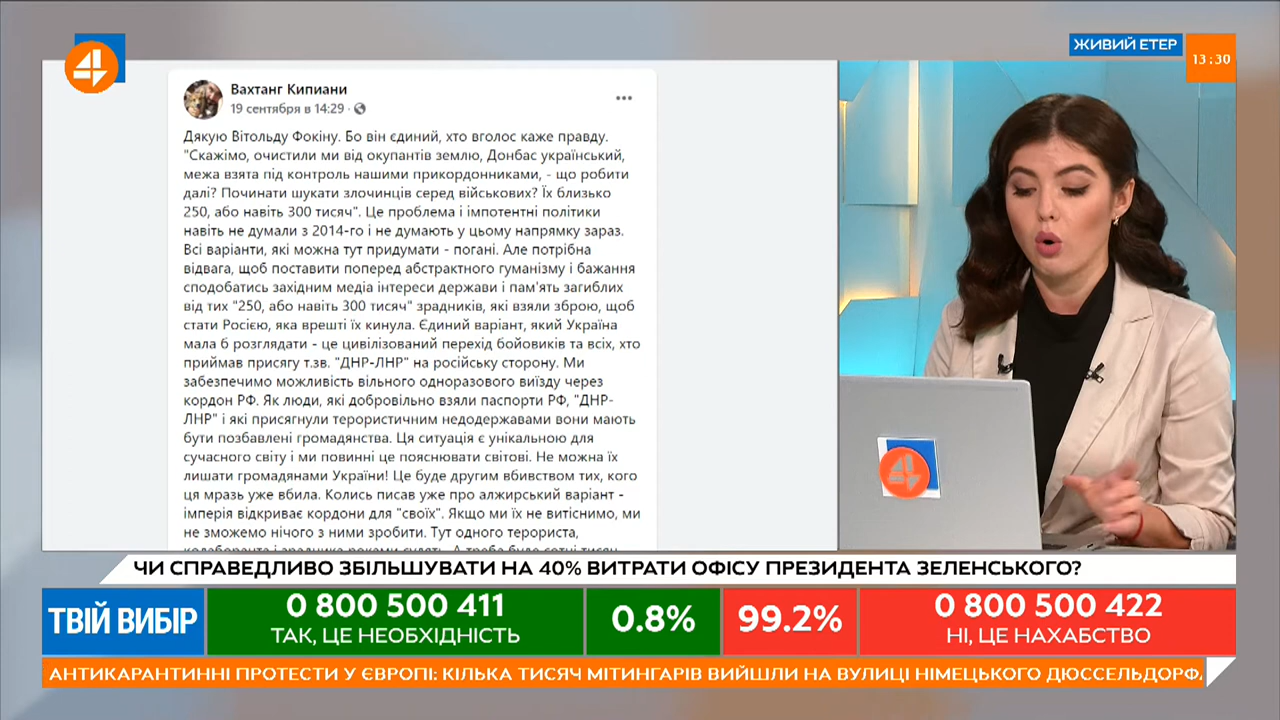 4
ЖИВИЙ ЕТЕР
13:30
Вахтанг Кипиани
19 сентября в 14:29 ·
Дякую Вітольду Фокіну. Бо він єдиний, хто вголос каже правду.
"Скажімо, очистили ми від окупантів землю, Донбас український,
межа взята під контроль нашими прикордонниками, - що робити
далі? Починати шукати злочинців серед військових? Їх близько
250, або навіть 300 тисяч". Це проблема і імпотентні політики
навіть не думали з 2014-го і не думають у цьому напрямку зараз.
Всі варіанти, які можна тут придумати - погані. Але потрібна
відвага, щоб поставити поперед абстрактного гуманізму і бажання
сподобатись західним медіа інтереси держави і пам'ять загиблих
від тих "250, або навіть 300 тисяч" зрадників, які взяли зброю, щоб
стати Росією, яка врешті їх кинула. Єдиний варіант, який Україна
мала б розглядати - це цивілізований перехід бойовиків та всіх, хто
приймав присягу т.зв. "ДНР-ЛНР" на російську сторону. Ми
забезпечимо можливість вільного одноразового виїзду через
кордон РФ. Як люди, які добровільно взяли паспорти РФ, "ДНР-
ЛНР" і які присягнули терористичним недодержавами вони мають
бути позбавлені громадянства. Ця ситуація є унікальною для
сучасного світу і ми повинні це пояснювати світові. Не можна їх
лишати громадянами України! Це буде другим вбивством тих, кого
ця мразь уже вбила. Колись писав уже про алжирський варіант -
імперія відкриває кордони для "своїх". Якщо ми їх не витіснимо, ми
не зможемо нічого з ними зробити. Тут одного терориста,
колаборанта і зрадника роками судять. А треба буде сотні тисяч
4
ЧИ СПРАВЕДЛИВО ЗБІЛЬШУВАТИ НА 40% ВИТРАТИ ОФІСУ ПРЕЗИДЕНТА ЗЕЛЕНСЬКОГО?
ТВІЙ ВИБІР
0 800 500 411
ТАК, ЦЕ НЕОБХІДНІСТЬ
0.8%
99.2%
0 800 500 422
НІ, ЦЕ НАХАБСТВО
АНТИКАРАНТИННІ ПРОТЕСТИ У ЄВРОПІ: КІЛЬКА ТИСЯЧ МІТИНГАРІВ ВИЙШЛИ НА ВУЛИЦІ НІМЕЦЬКОГО ДЮССЕЛЬДОРФА